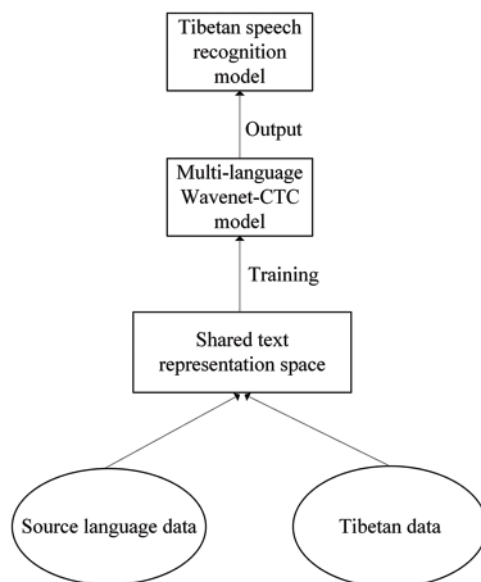 Tibetan speech
recognition
model
Output
Multi-language
Wavenet-CTC
model
Training
Shared text
representation space
Source language data
Tibetan data